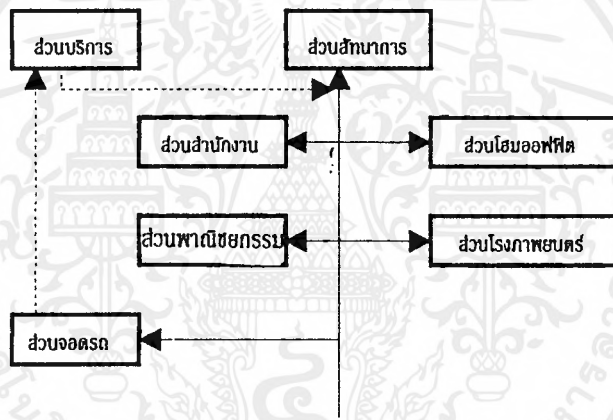 ส่วนบริการ
ส่วนสัทนาการ
ส่วนสำนักงาน
ส่วนโฮมออฟฟิต
ส่วนพาณิชยกรรม
ส่วนโรงภาพยนตร์
ส่วนจอดรถ